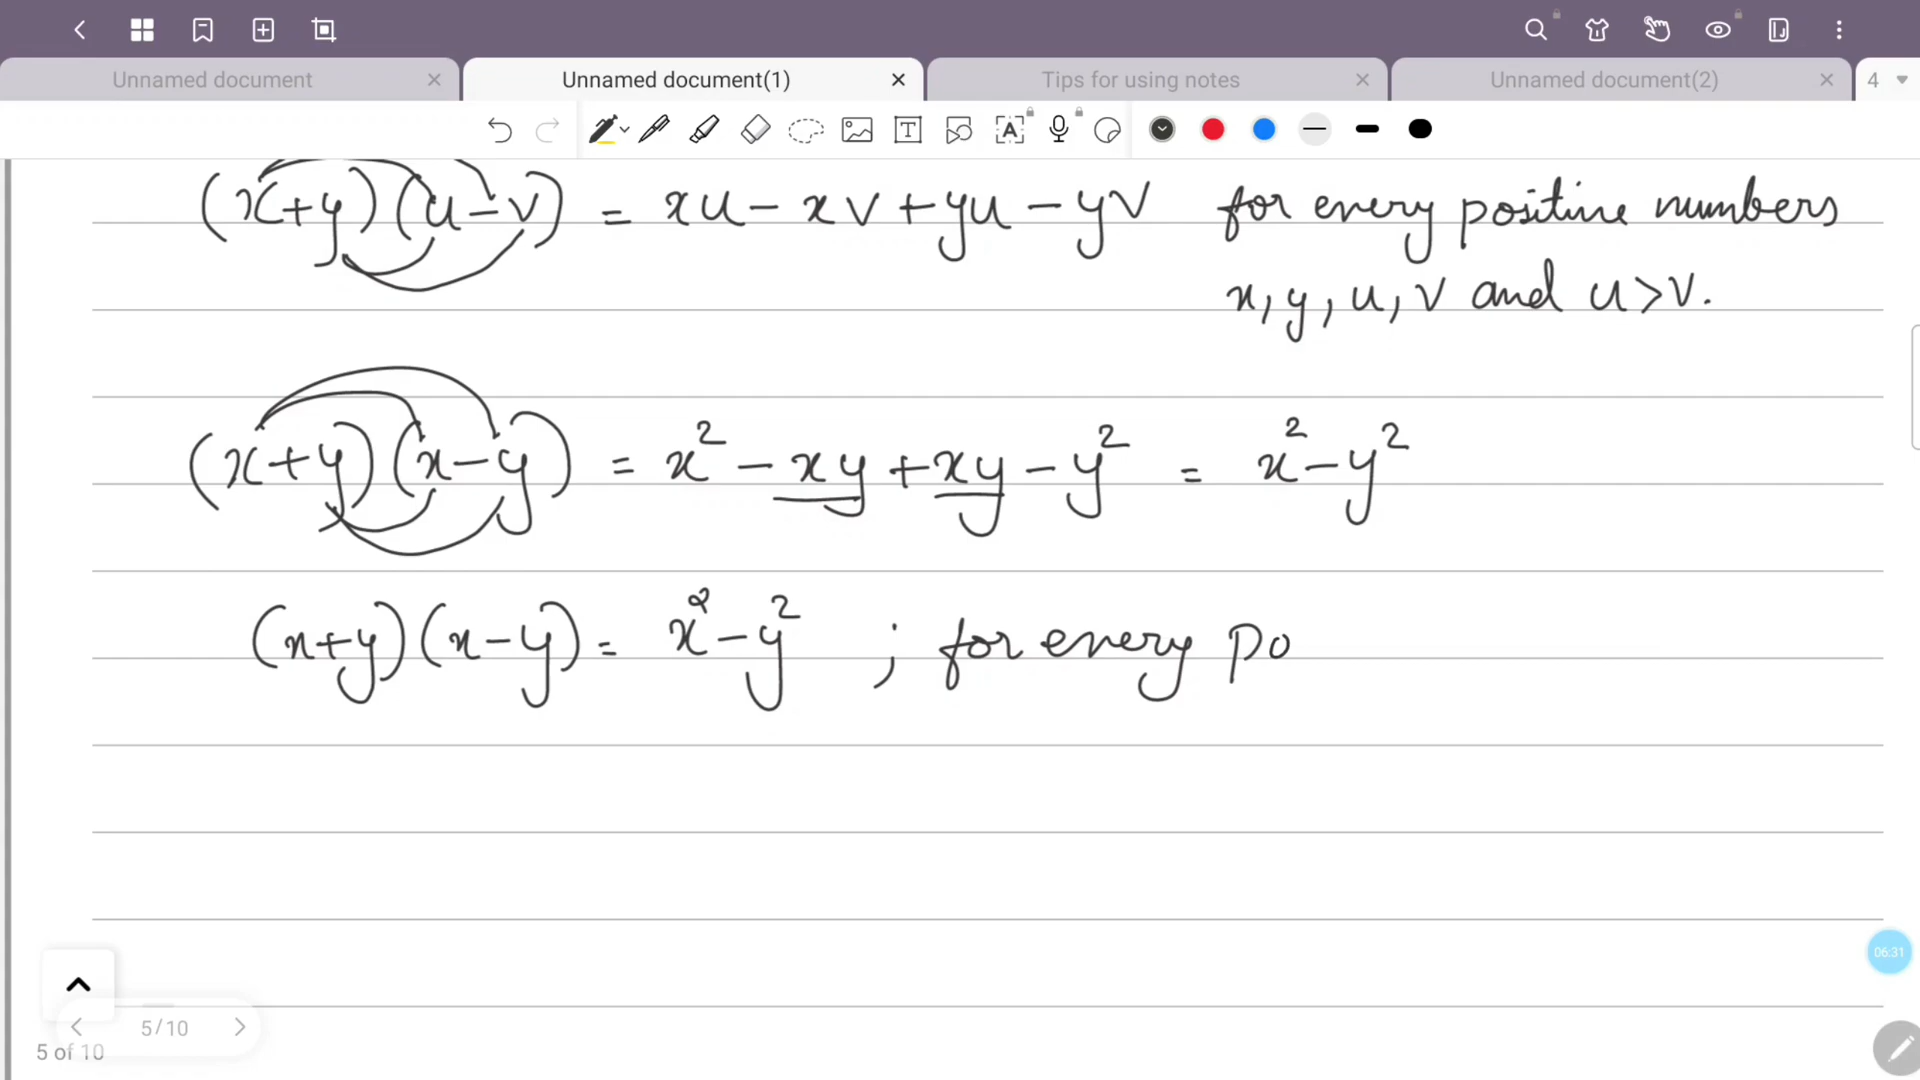 Unnamed document
Unnamed document(1)
Tips for using notes
Unnamed document(2)
4
(x+y)(u-v) = xu - xv + yu - yv for every positive numbers
x, y, u, v and u>v.
(x+y)(x-y) = x² - xy + xy - y² = x² - y²
(x+y)(x-y) = x² - y² ; for every po
06:31
5/10
5 of 10